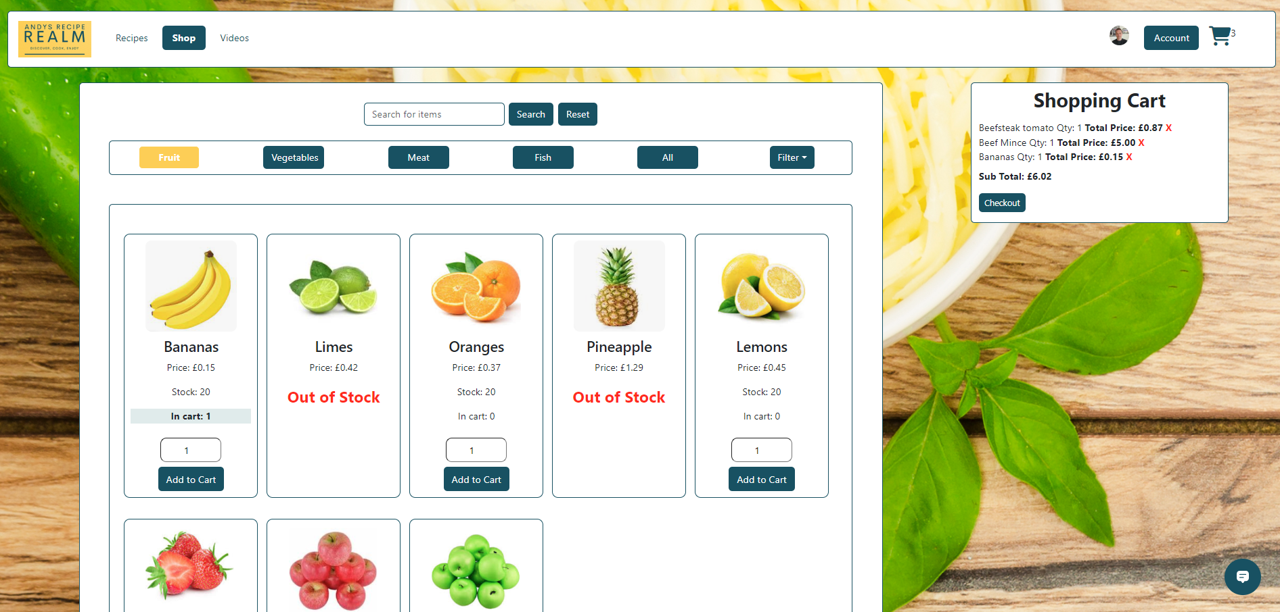 ANDYS RECIPE
REALM
DISCOVER. COOK. SHARE
Recipes
Shop
Videos
Account
3
Search for items
Search
Reset
Fruit
Vegetables
Meat
Fish
All
Filter
Bananas
Price: £0.15
Stock: 20
In cart: 1
1
Add to Cart
Limes
Price: £0.42
Out of Stock
Oranges
Price: £0.37
Stock: 20
In cart: 0
1
Add to Cart
Pineapple
Price: £1.29
Out of Stock
Lemons
Price: £0.45
Stock: 20
In cart: 0
1
Add to Cart
Shopping Cart
Beefsteak tomato Qty: 1 Total Price: £0.87 X
Beef Mince Qty: 1 Total Price: £5.00 X
Bananas Qty: 1 Total Price: £0.15 X
Sub Total: £6.02
Checkout